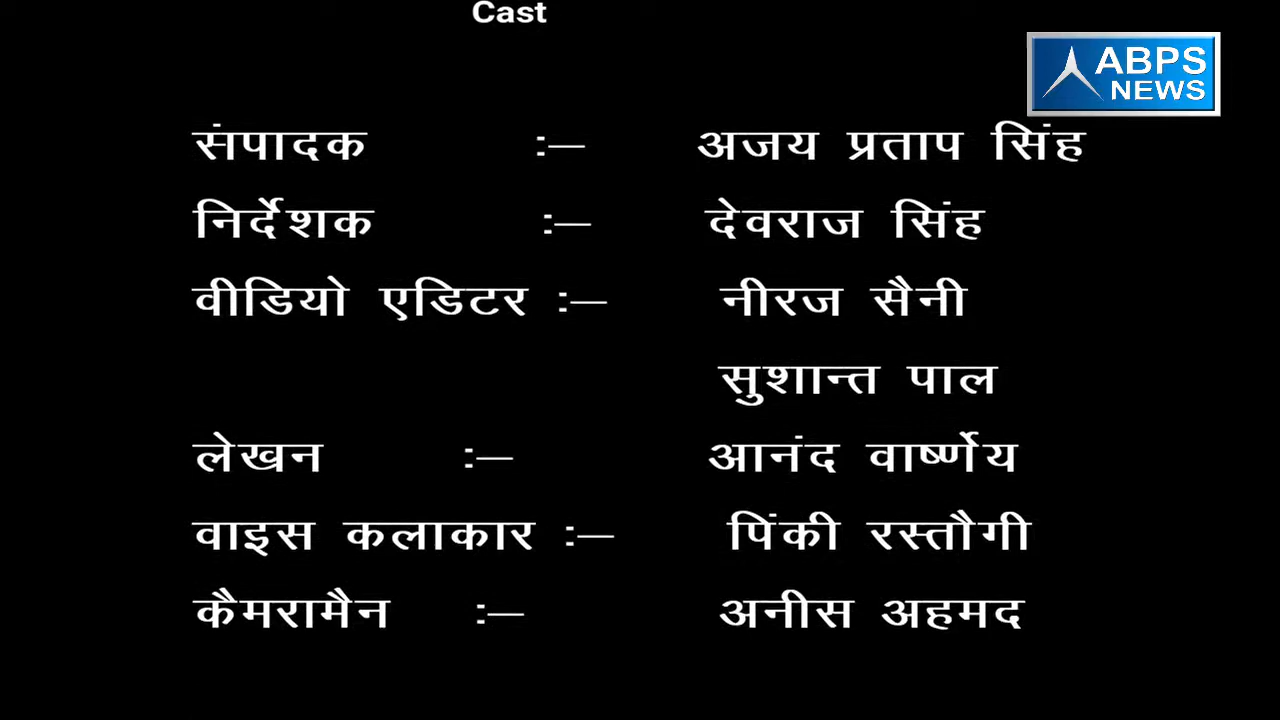 Cast
ABPS
NEWS
संपादक :— अजय प्रताप सिंह
निर्देशक :— देवराज सिंह
वीडियो एडिटर :— नीरज सैनी
सुशान्त पाल
लेखन :— आनंद वार्ष्णेय
वाइस कलाकार :— पिंकी रस्तौगी
कैमरामैन :— अनीस अहमद